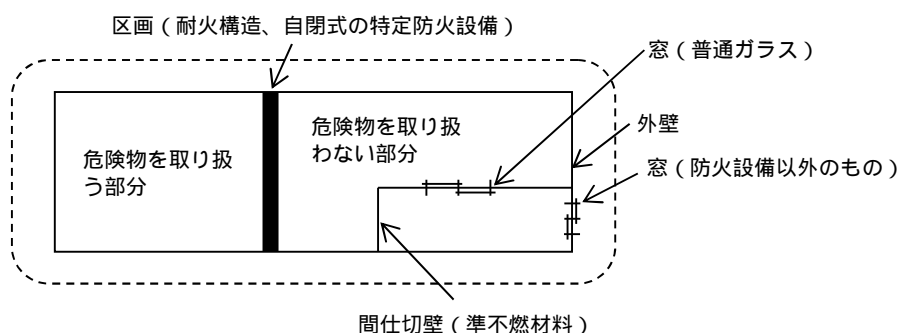 区画（耐火構造、自閉式の特定防火設備）
窓（普通ガラス）
危険物を取り扱
う部分
危険物を取り扱
わない部分
外壁
窓（防火設備以外のもの）
間仕切壁（準不燃材料）